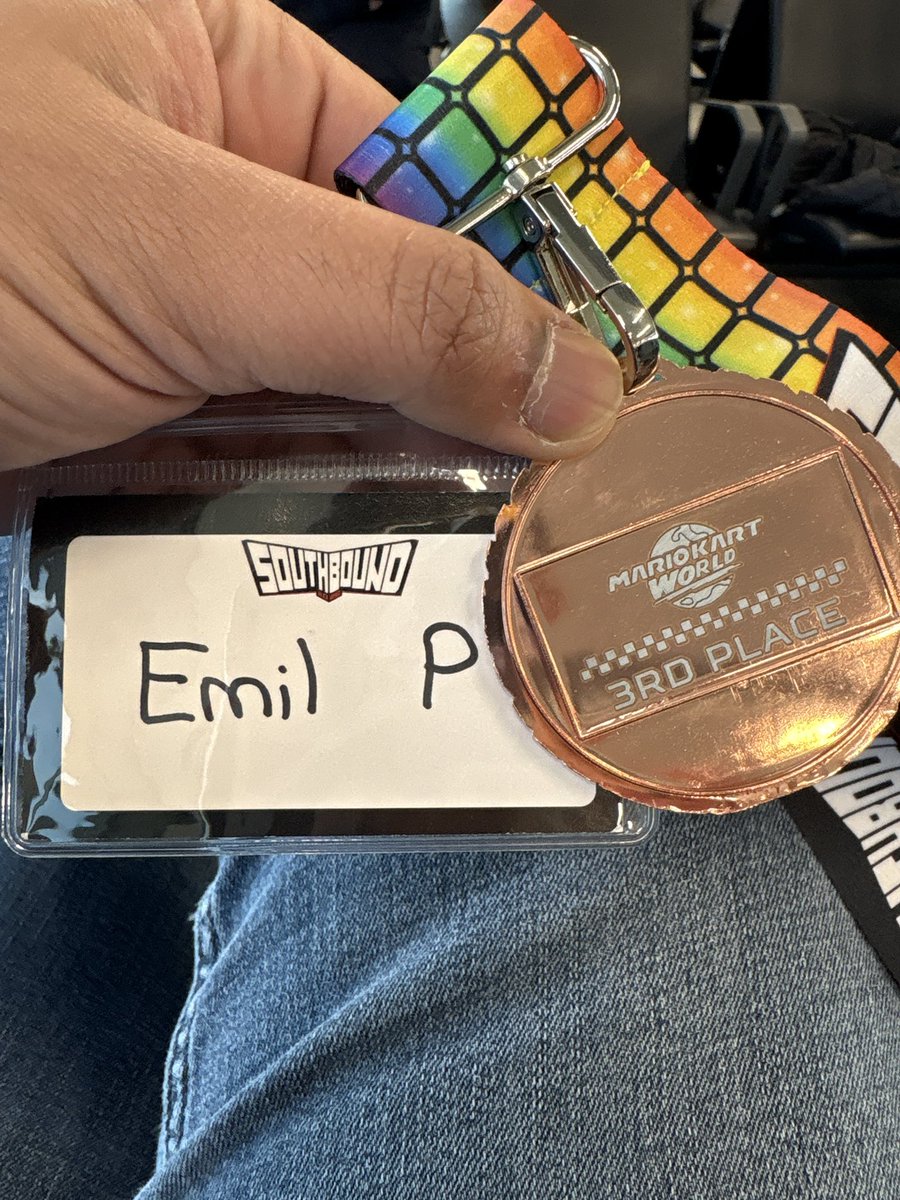 SOUTHBOUND
Emil P
MARIOKART
WORLD
3RD PLACE